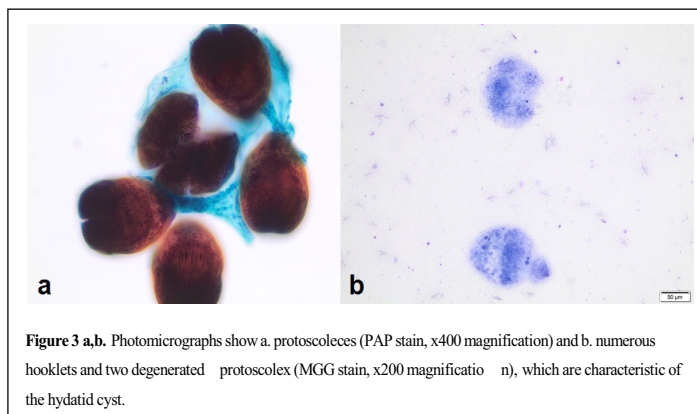 a
b
50 µm
Figure 3 a,b. Photomicrographs show a. protoscoleces (PAP stain, x400 magnification) and b. numerous
hooklets and two degenerated protoscolex (MGG stain, x200 magnificatio n), which are characteristic of
the hydatid cyst.